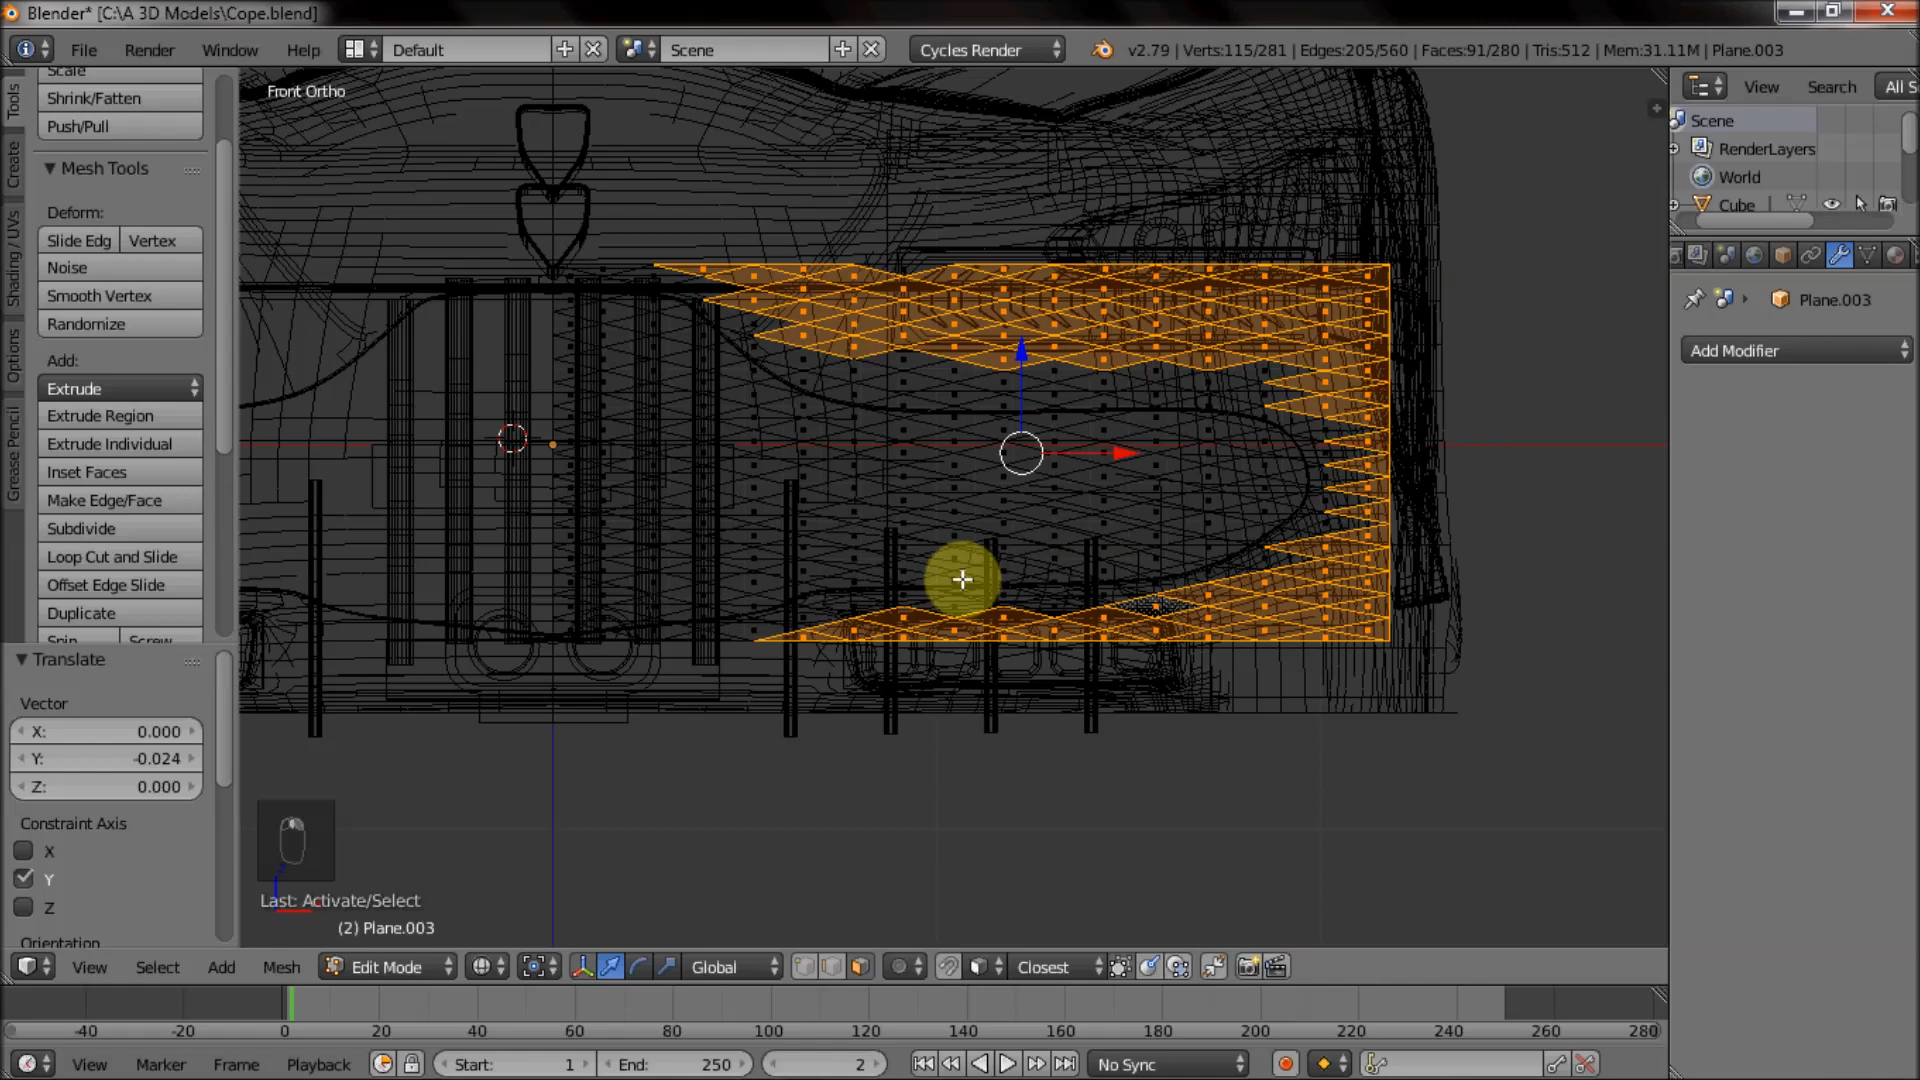 Blender* [C:\A 3D Models\Cope.blend]
File Render Window Help Default Scene Cycles Render v2.79 | Verts:115/281 | Edges:205/560 | Faces:91/280 | Tris:512 | Mem:31.11M | Plane.003
Tools
Create
Shading / UVs
Options
Grease Pencil
Scale
Shrink/Fatten
Push/Pull
Mesh Tools
Deform:
Slide Edg Vertex
Noise
Smooth Vertex
Randomize
Add:
Extrude
Extrude Region
Extrude Individual
Inset Faces
Make Edge/Face
Subdivide
Loop Cut and Slide
Offset Edge Slide
Duplicate
Spin Screw
Translate
Vector
X: 0.000
Y: -0.024
Z: 0.000
Constraint Axis
X
Y
Z
Orientation
Front Ortho
Last: Activate/Select
(2) Plane.003
View Search All S
Scene
RenderLayers
World
Cube
Plane.003
Add Modifier
View Select Add Mesh Edit Mode Global Closest
-40 -20 0 20 40 60 80 100 120 140 160 180 200 220 240 260 280
View Marker Frame Playback Start: 1 End: 250 2 No Sync